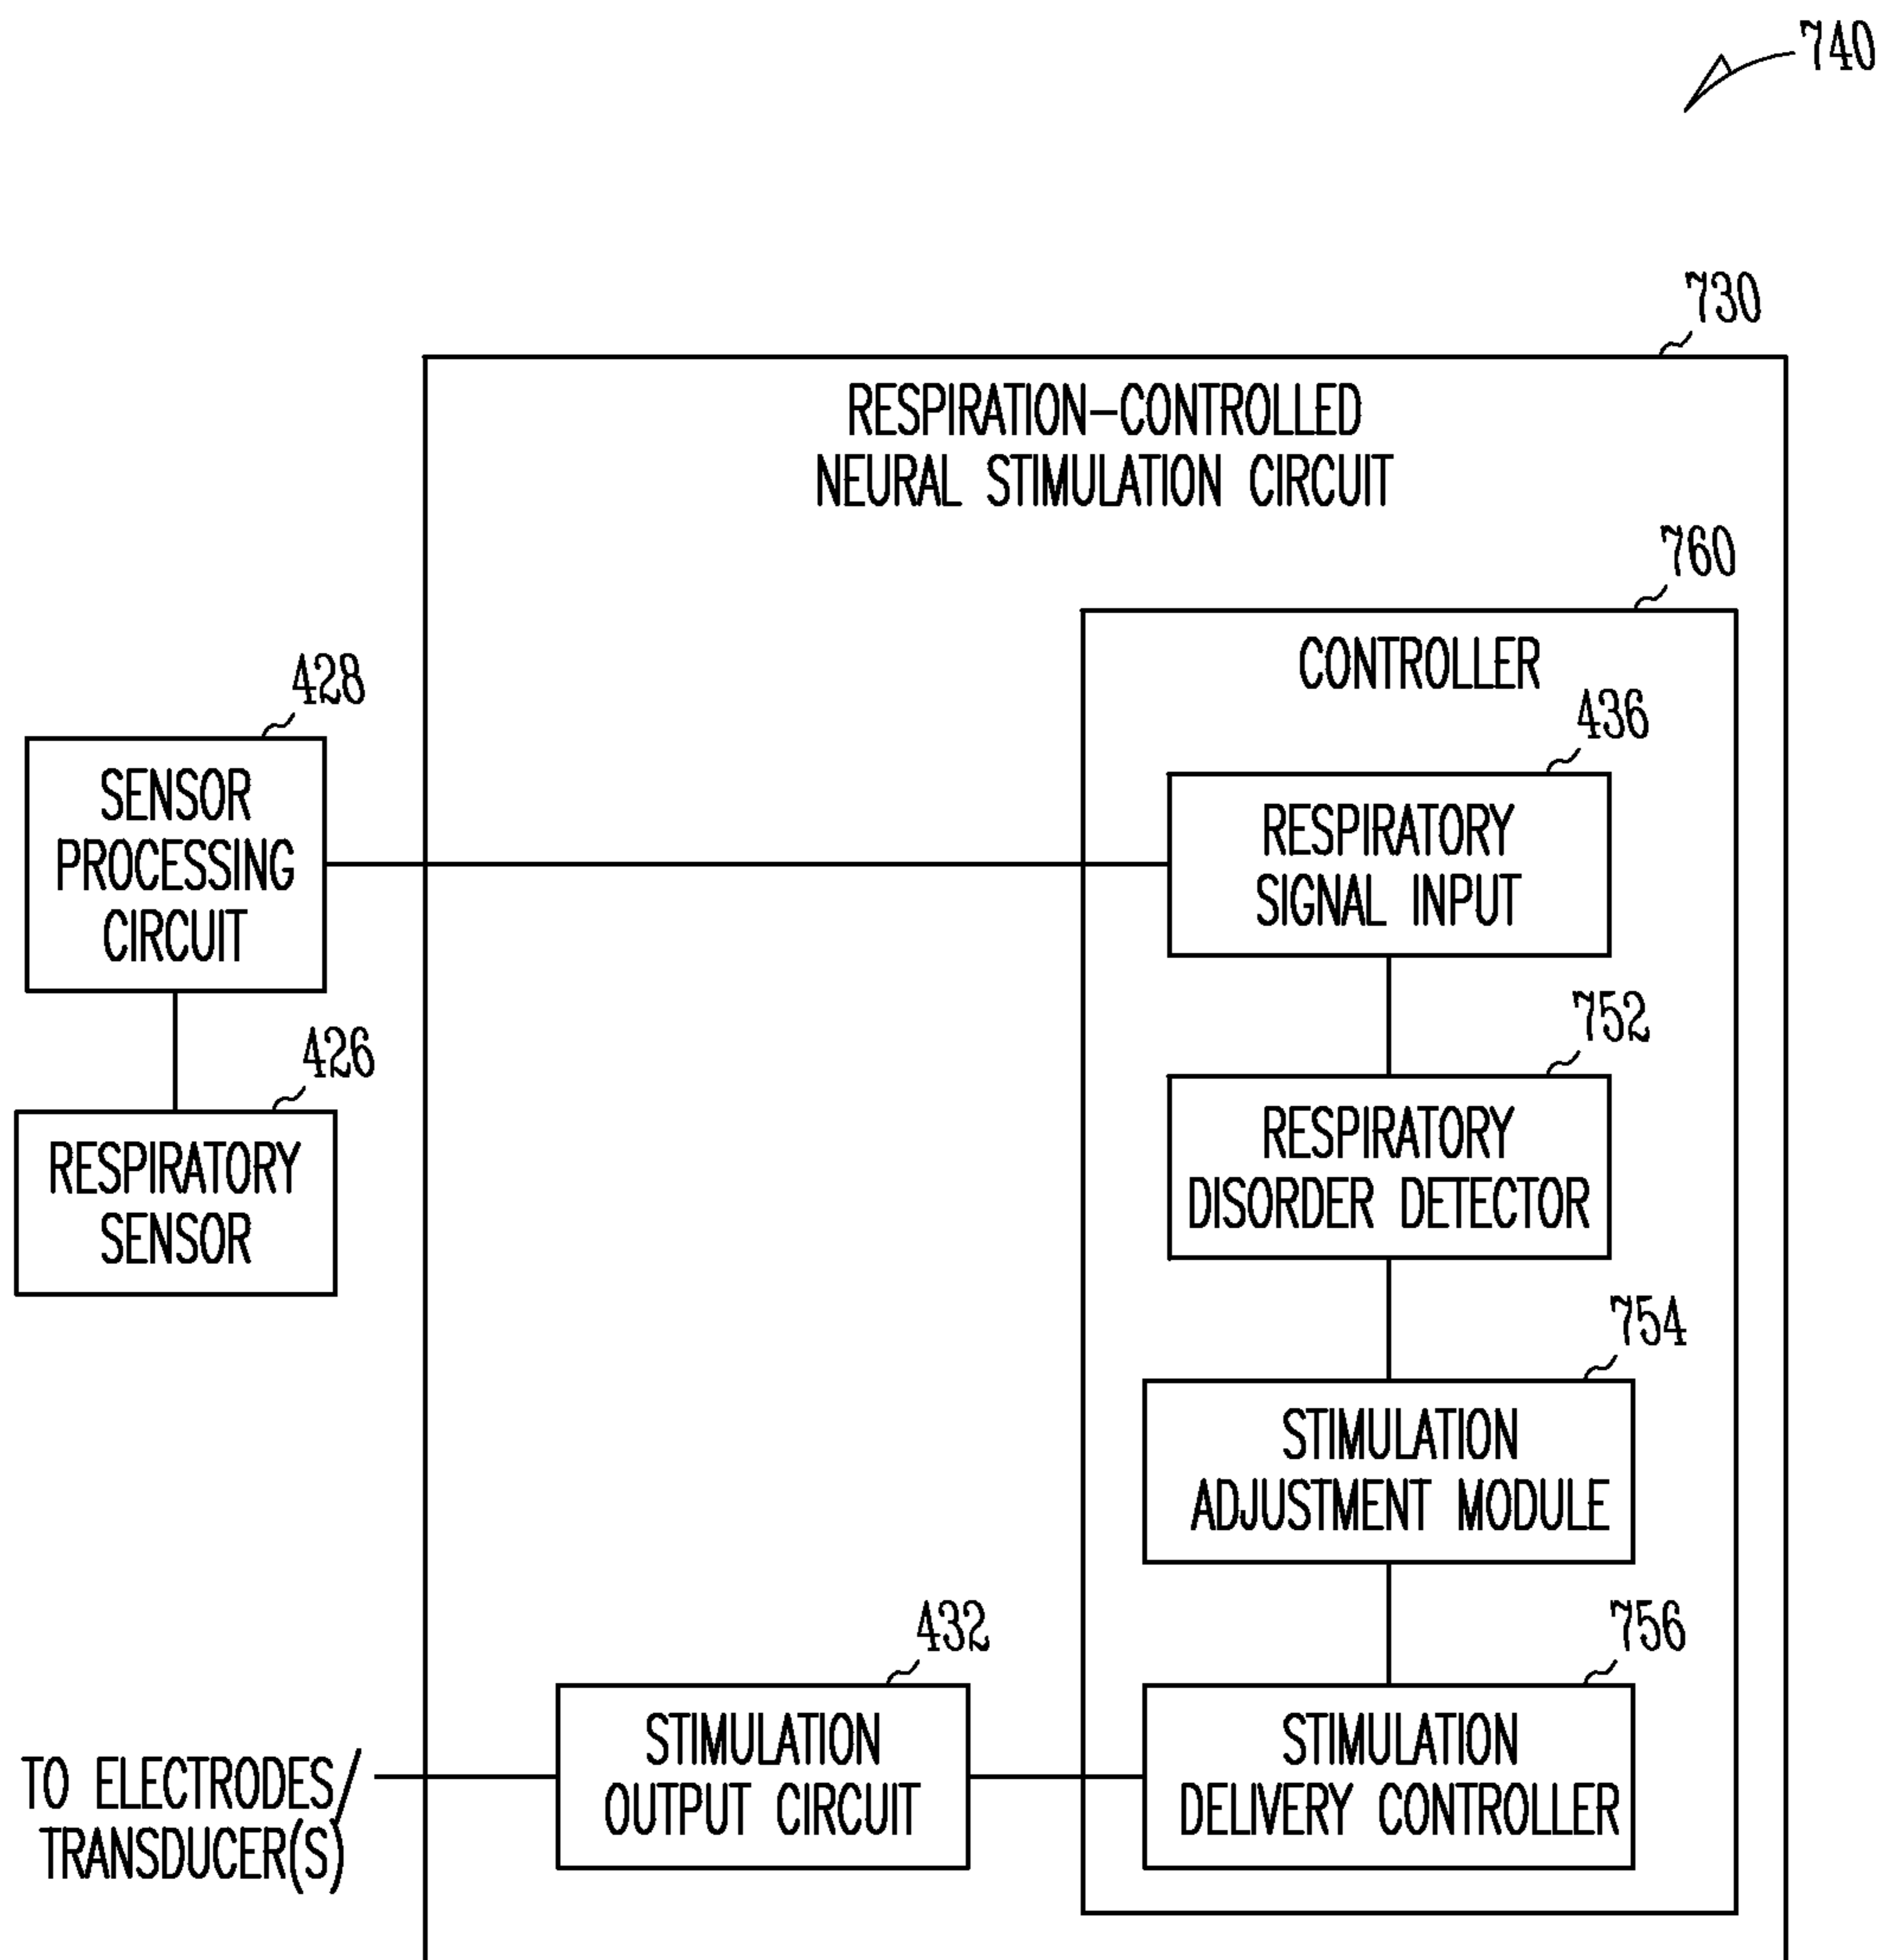 740
730
RESPIRATION-CONTROLLED
NEURAL STIMULATION CIRCUIT
760
CONTROLLER
428
SENSOR
PROCESSING
CIRCUIT
436
RESPIRATORY
SIGNAL INPUT
426
RESPIRATORY
SENSOR
752
RESPIRATORY
DISORDER DETECTOR
754
STIMULATION
ADJUSTMENT MODULE
432
STIMULATION
OUTPUT CIRCUIT
756
STIMULATION
DELIVERY CONTROLLER
TO ELECTRODES/
TRANSDUCER(S)